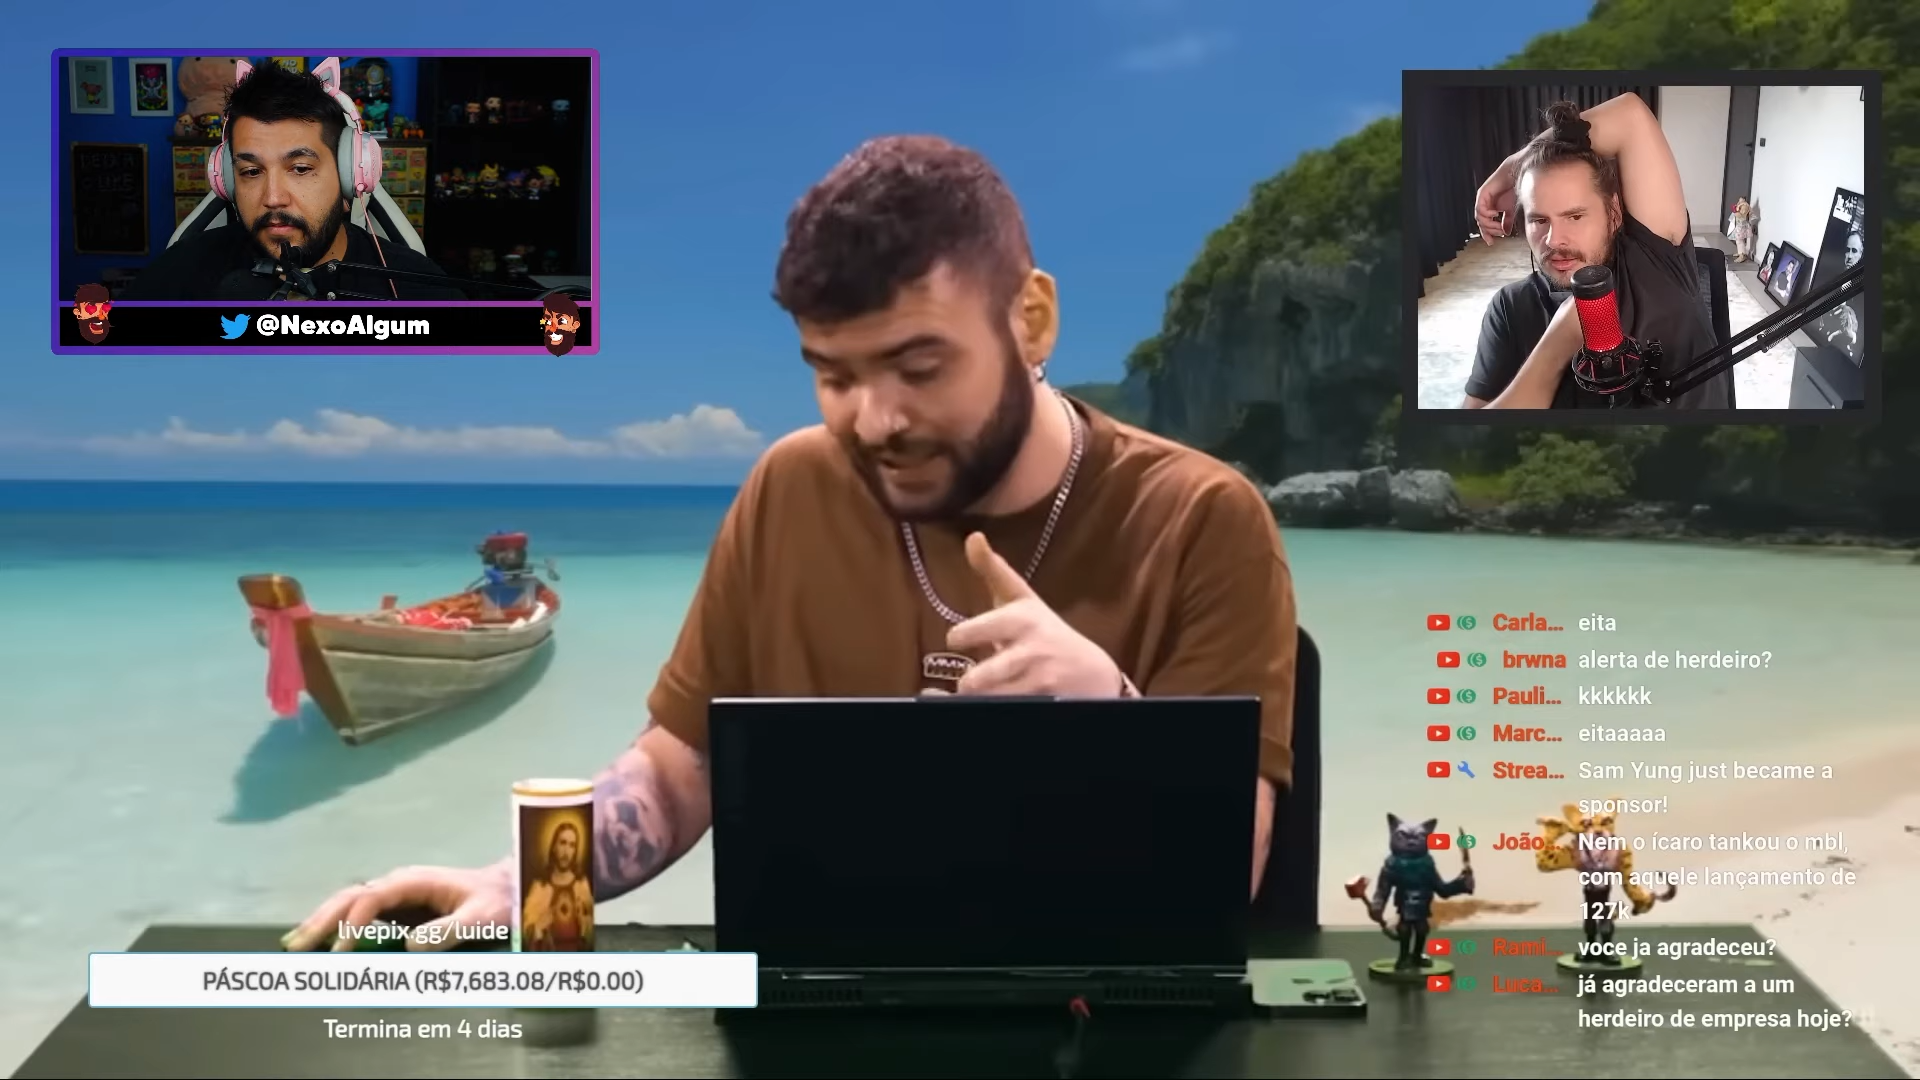 @NexoAlgum
Carla... eita
brwna alerta de herdeiro?
Pauli... kkkkkk
Marc... eitaaaaa
Strea... Sam Yung just became a
sponsor!
João... Nem o ícaro tankou o mbl,
com aquele lançamento de
127k
Rami... voce ja agradeceu?
Luca... já agradeceram a um
herdeiro de empresa hoje?
livepix.gg/luide
PÁSCOA SOLIDÁRIA (R$7,683.08/R$0.00)
Termina em 4 dias